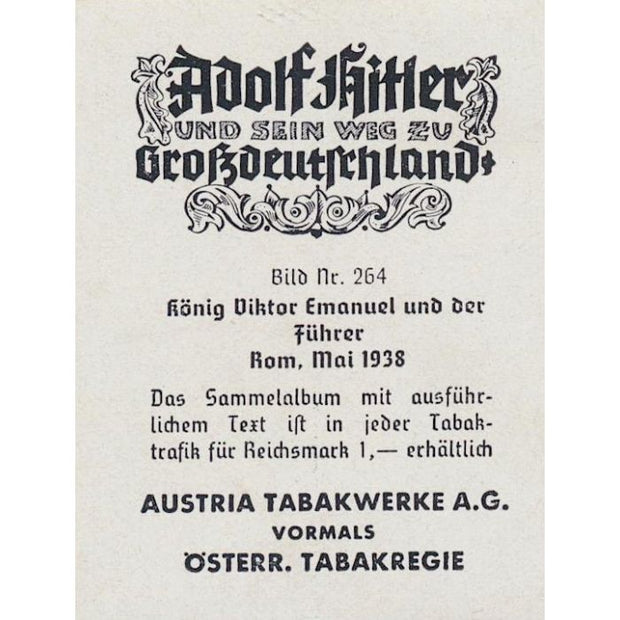 Adolf Hitler
UND SEIN WEG ZU
Großdeutschland
Bild Nr. 264
König Viktor Emanuel und der
Führer
Rom, Mai 1938
Das Sammelalbum mit ausführ-
lichem Text ist in jeder Tabak-
trafik für Reichsmark 1,— erhältlich
AUSTRIA TABAKWERKE A.G.
VORMALS
ÖSTERR. TABAKREGIE